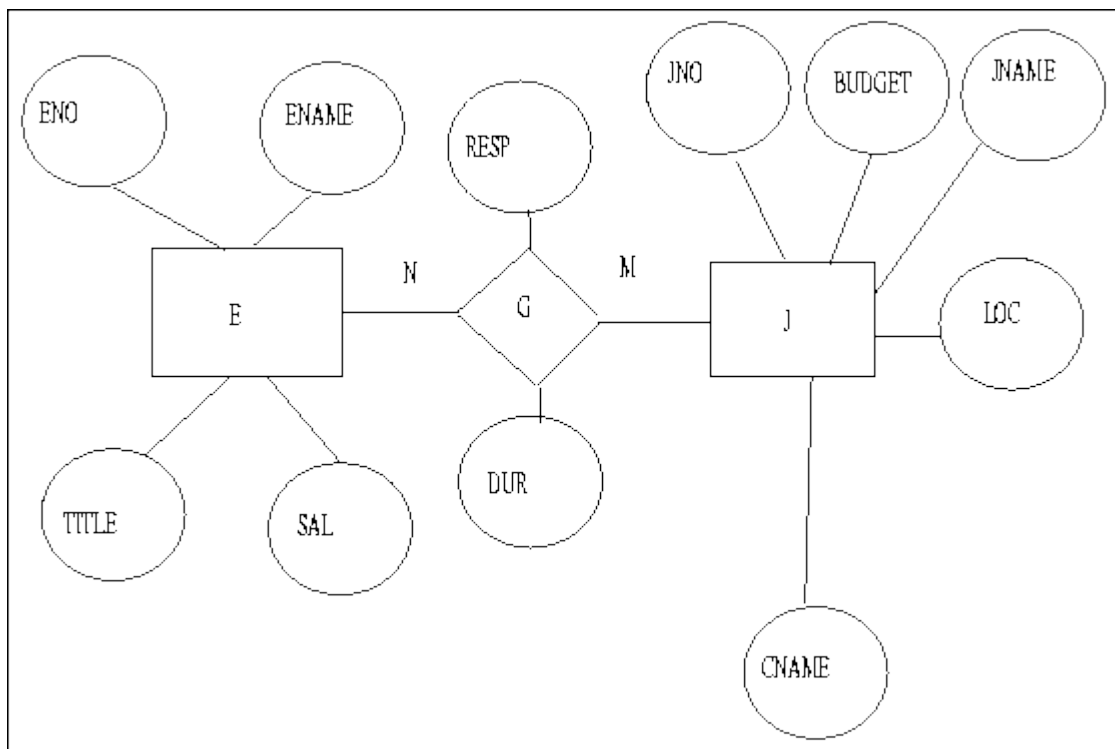 JNO
BUDGET
JNAME
ENO
ENAME
RESP
N
M
E
G
J
LOC
TITLE
SAL
DUR
CNAME